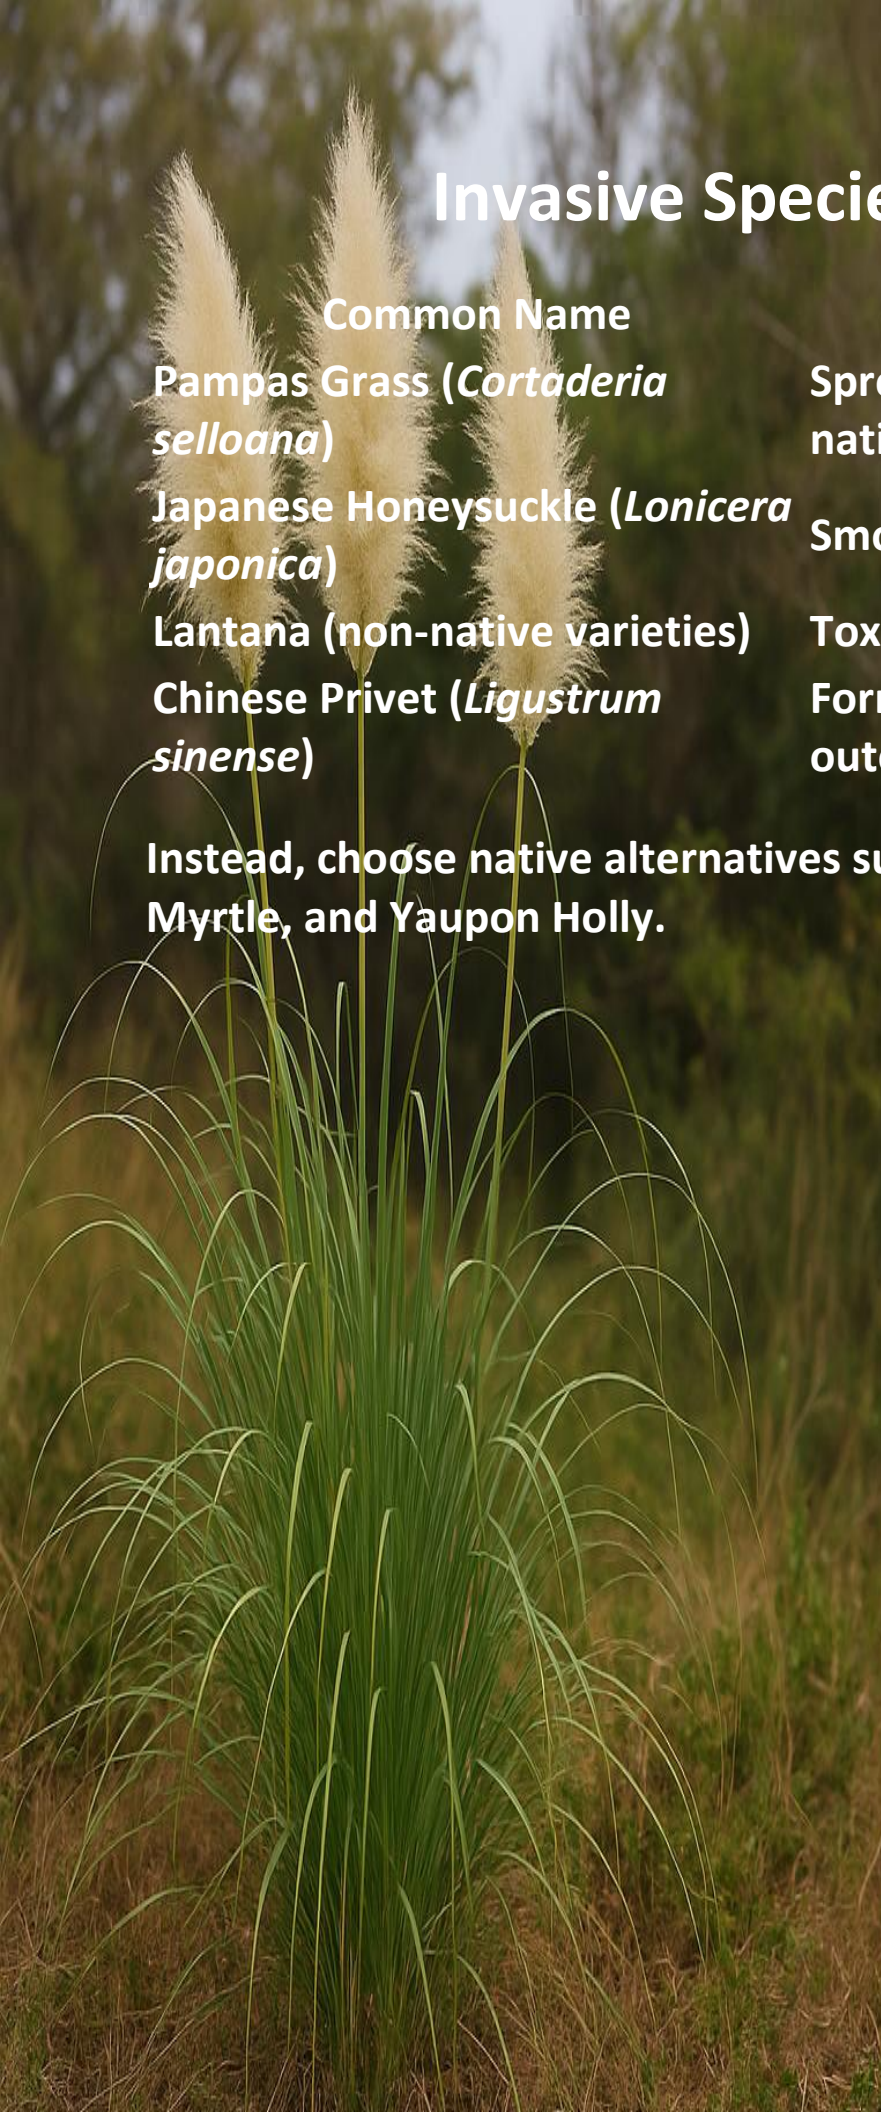 Invasive
Common Name
Pampas Grass (Cortaderia
selloana)
Japanese Honeysuckle (Lonicera
japonica)
Lantana (non-native varieties)
Chinese Privet (Ligustrum
sinense)
Instead, choose native alternatives
Myrtle, and Yaupon Holly.